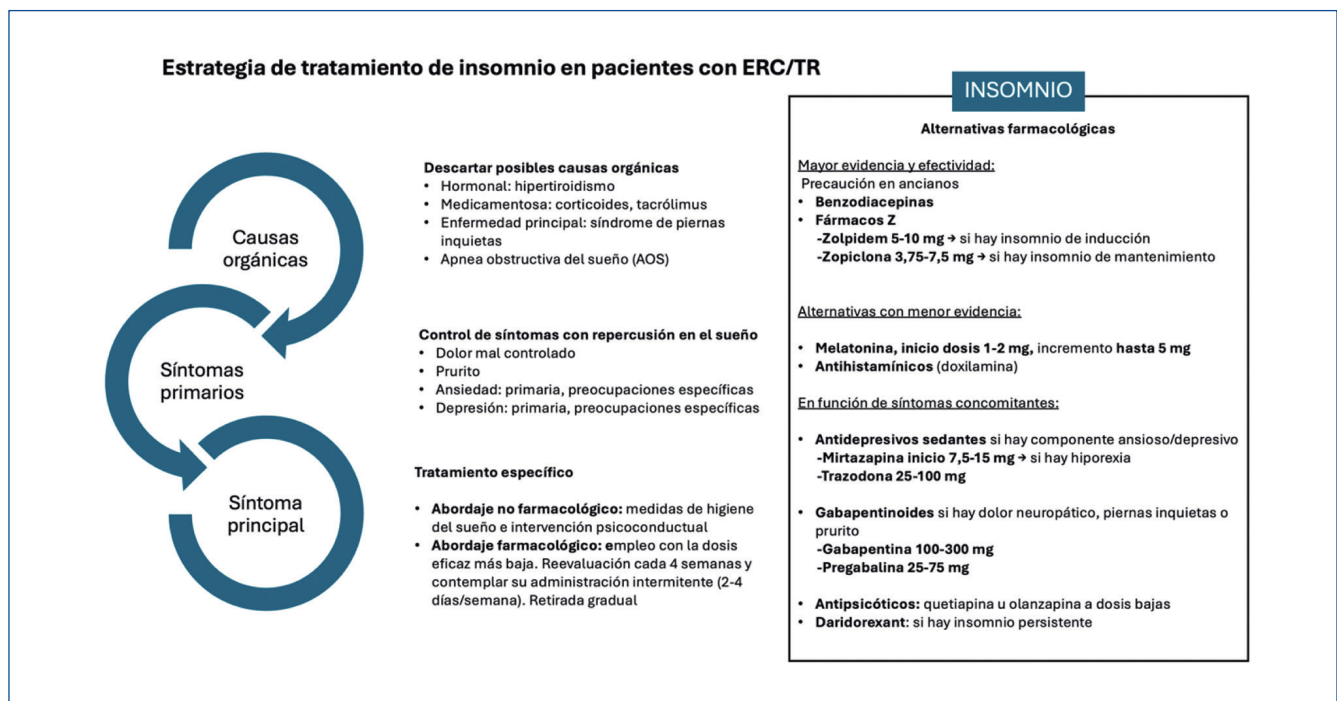 Estrategia de tratamiento de insomnio en pacientes con ERC/TR
Causas
orgánicas
Síntomas
primarios
Síntoma
principal
Descartar posibles causas orgánicas
• Hormonal: hipertiroidismo
• Medicamentosa: corticoides, tacrólimus
• Enfermedad principal: síndrome de piernas
inquietas
• Apnea obstructiva del sueño (AOS)
Control de síntomas con repercusión en el sueño
• Dolor mal controlado
• Prurito
• Ansiedad: primaria, preocupaciones específicas
• Depresión: primaria, preocupaciones específicas
Tratamiento específico
• Abordaje no farmacológico: medidas de higiene
del sueño e intervención psicoconductual
• Abordaje farmacológico: empleo con la dosis
eficaz más baja. Reevaluación cada 4 semanas y
contemplar su administración intermitente (2-4
días/semana). Retirada gradual
INSOMNIO
Alternativas farmacológicas
Mayor evidencia y efectividad:
Precaución en ancianos
• Benzodiacepinas
• Fármacos Z
-Zolpidem 5-10 mg → si hay insomnio de inducción
-Zopiclona 3,75-7,5 mg → si hay insomnio de mantenimiento
Alternativas con menor evidencia:
• Melatonina, inicio dosis 1-2 mg, incremento hasta 5 mg
• Antihistamínicos (doxilamina)
En función de síntomas concomitantes:
• Antidepresivos sedantes si hay componente ansioso/depresivo
-Mirtazapina inicio 7,5-15 mg → si hay hiporexia
-Trazodona 25-100 mg
• Gabapentinoides si hay dolor neuropático, piernas inquietas o
prurito
-Gabapentina 100-300 mg
-Pregabalina 25-75 mg
• Antipsicóticos: quetiapina u olanzapina a dosis bajas
• Daridorexant: si hay insomnio persistente